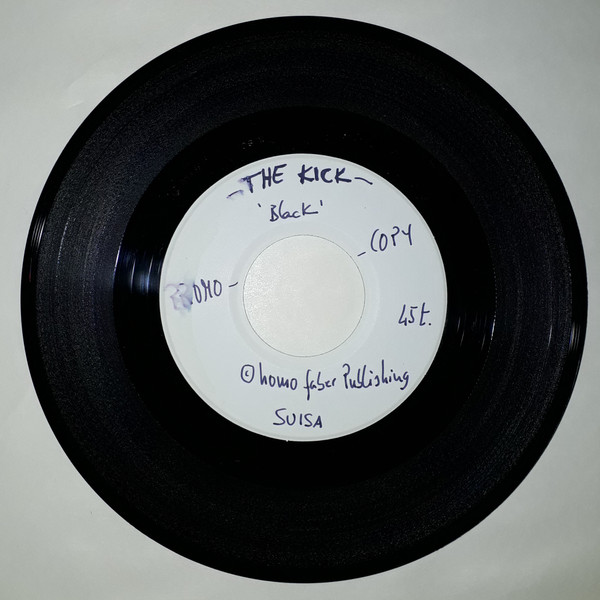 - THE KICK -
'Black'
PROMO - - COPY
45t.
© homo faber Publishing
SUISA